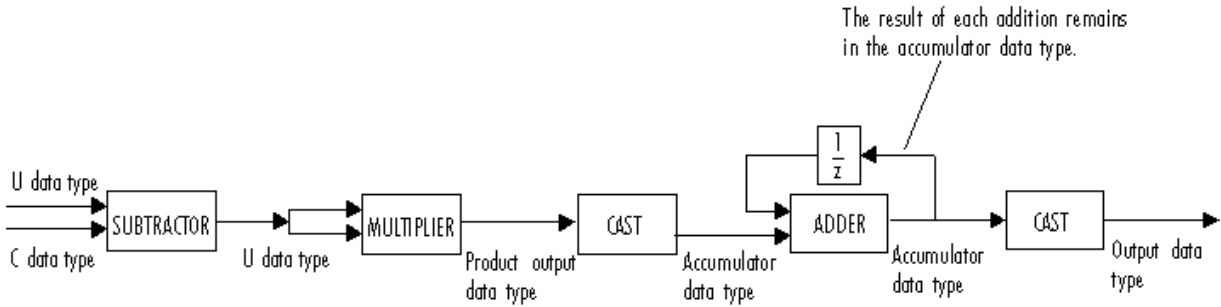 The result of each addition remains
in the accumulator data type.
1
z
U data type
SUBTRACTOR
MULTIPLIER
CAST
ADDER
CAST
C data type
U data type
Product output
data type
Accumulator
data type
Accumulator
data type
Output data
type